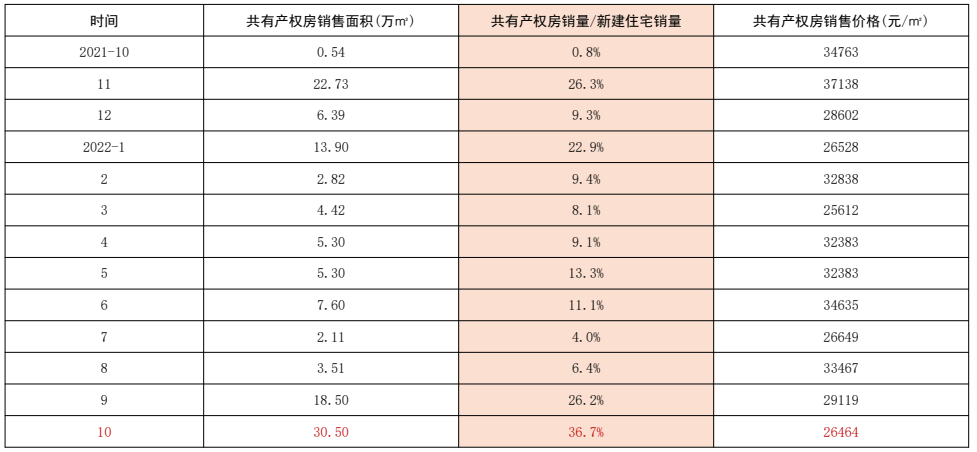 时间 共有产权房销售面积(万㎡) 共有产权房销量/新建住宅销量 共有产权房销售价格(元/㎡)
2021-10 0.54 0.8% 34763
11 22.73 26.3% 37138
12 6.39 9.3% 28602
2022-1 13.90 22.9% 26528
2 2.82 9.4% 32838
3 4.42 8.1% 25612
4 5.30 9.1% 32383
5 5.30 13.3% 32383
6 7.60 11.1% 34635
7 2.11 4.0% 26649
8 3.51 6.4% 33467
9 18.50 26.2% 29119
10 30.50 36.7% 26464